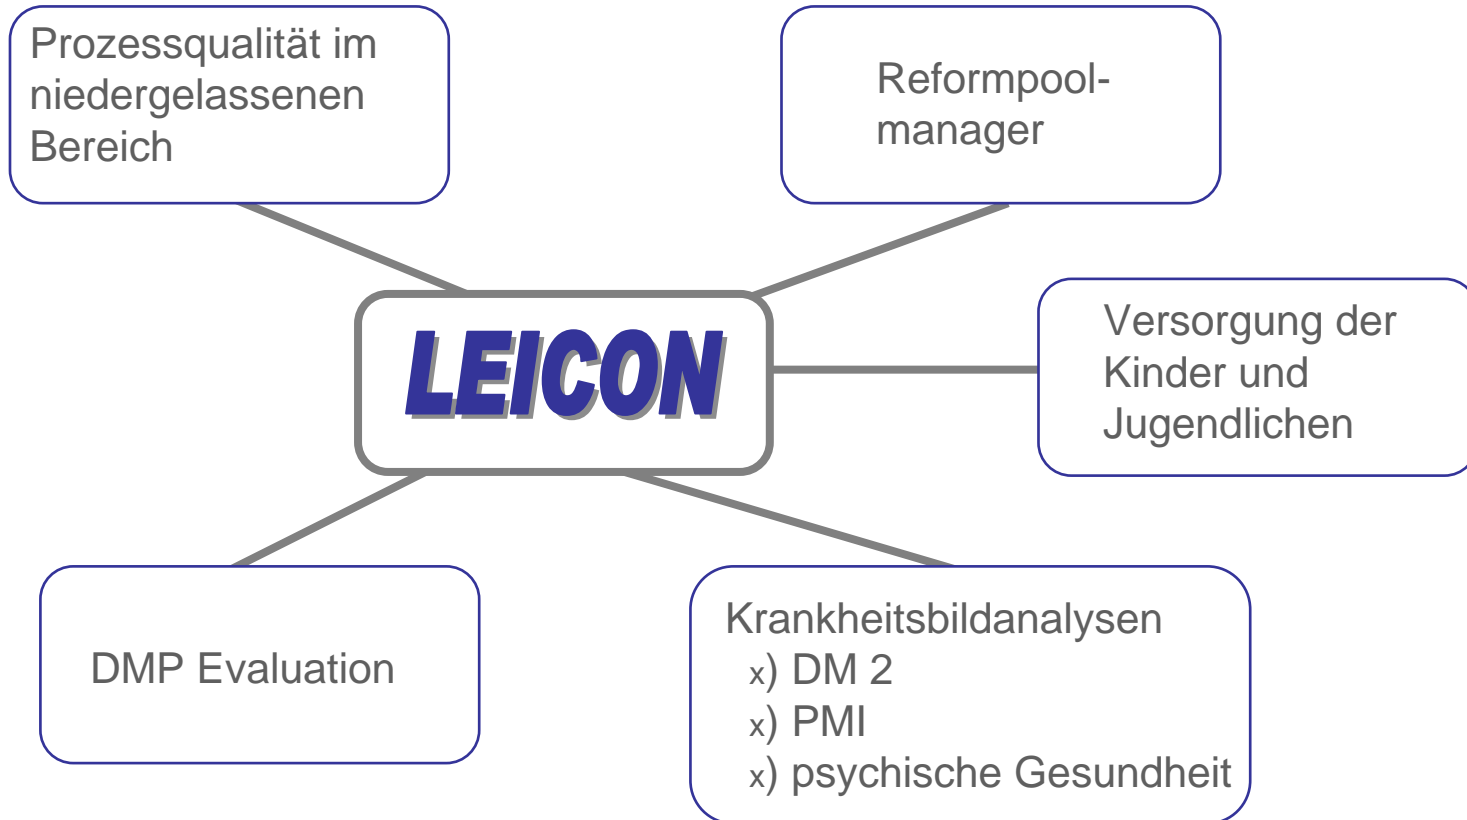 Prozessqualität im
niedergelassenen
Bereich
Reformpool-
manager
LEICON
Versorgung der
Kinder und
Jugendlichen
DMP Evaluation
Krankheitsbildanalysen
x) DM 2
x) PMI
x) psychische Gesundheit